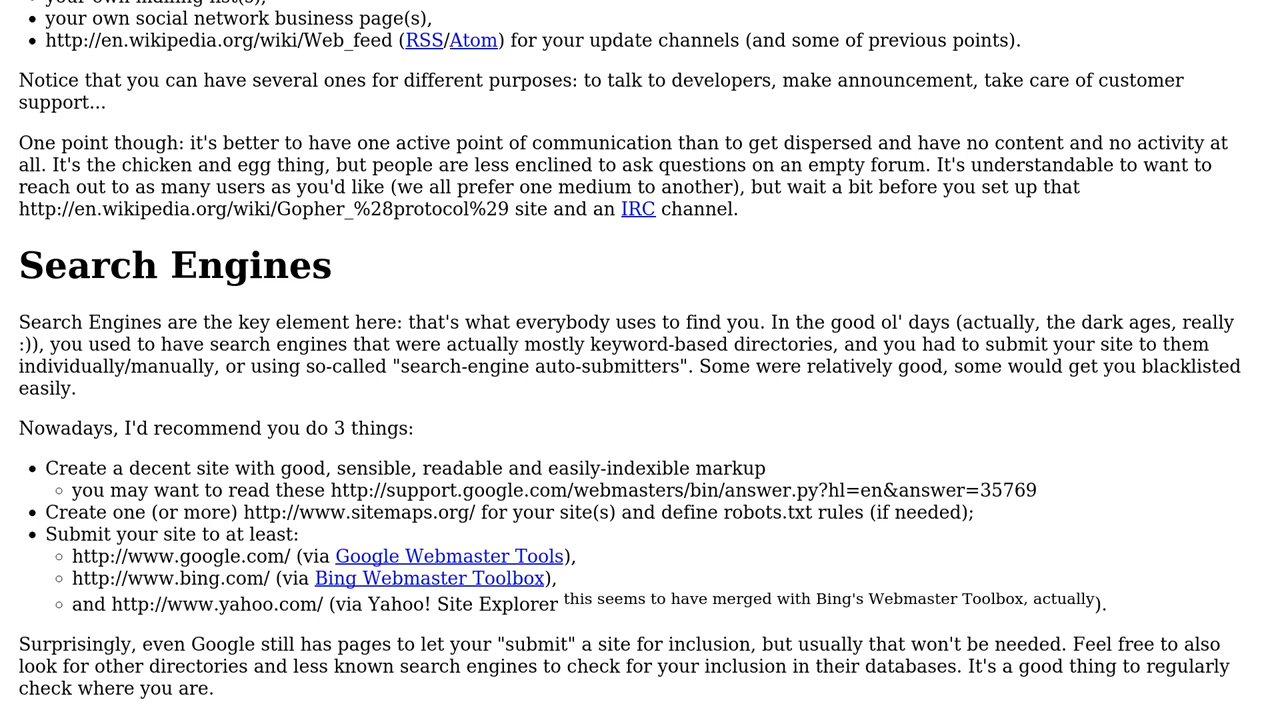 your own social network business page(s),
http://en.wikipedia.org/wiki/Web_feed (RSS/Atom) for your update channels (and some of previous points).
Notice that you can have several ones for different purposes: to talk to developers, make announcement, take care of customer
support...
One point though: it's better to have one active point of communication than to get dispersed and have no content and no activity at
all. It's the chicken and egg thing, but people are less enclined to ask questions on an empty forum. It's understandable to want to
reach out to as many users as you'd like (we all prefer one medium to another), but wait a bit before you set up that
http://en.wikipedia.org/wiki/Gopher_%28protocol%29 site and an IRC channel.
Search Engines
Search Engines are the key element here: that's what everybody uses to find you. In the good ol' days (actually, the dark ages, really
:)), you used to have search engines that were actually mostly keyword-based directories, and you had to submit your site to them
individually/manually, or using so-called "search-engine auto-submitters". Some were relatively good, some would get you blacklisted
easily.
Nowadays, I'd recommend you do 3 things:
Create a decent site with good, sensible, readable and easily-indexible markup
you may want to read these http://support.google.com/webmasters/bin/answer.py?hl=en&answer=35769
Create one (or more) http://www.sitemaps.org/ for your site(s) and define robots.txt rules (if needed);
Submit your site to at least:
http://www.google.com/ (via Google Webmaster Tools),
http://www.bing.com/ (via Bing Webmaster Toolbox),
and http://www.yahoo.com/ (via Yahoo! Site Explorer this seems to have merged with Bing's Webmaster Toolbox, actually).
Surprisingly, even Google still has pages to let your "submit" a site for inclusion, but usually that won't be needed. Feel free to also
look for other directories and less known search engines to check for your inclusion in their databases. It's a good thing to regularly
check where you are.